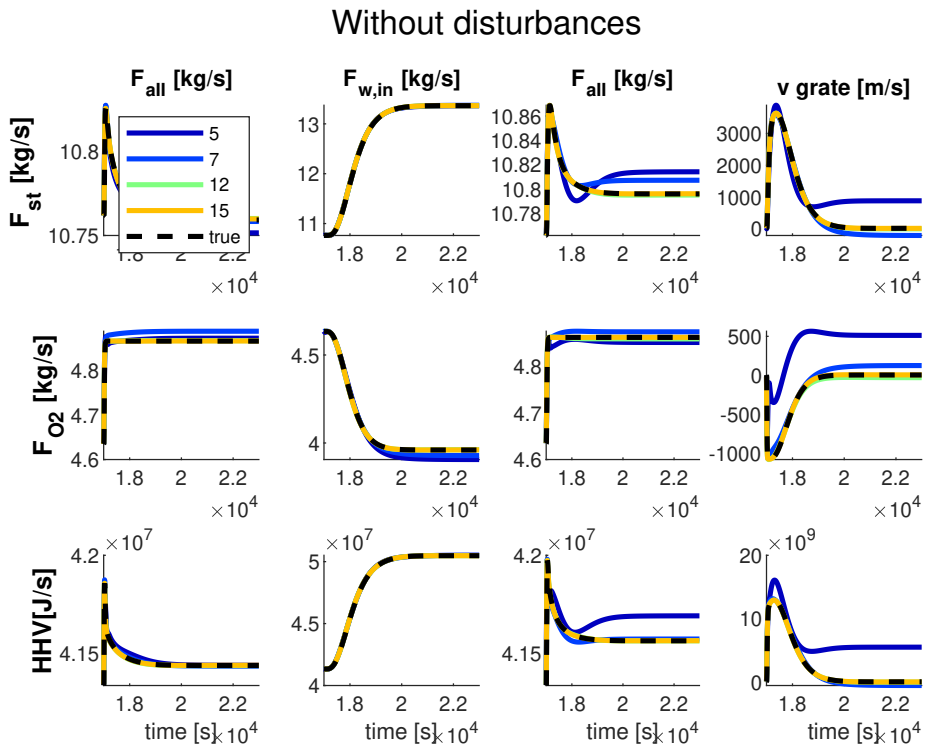 Without disturbances
F_all [kg/s] F_w,in [kg/s] F_all [kg/s] v grate [m/s]
F_st [kg/s]
10.8
10.75
5
7
12
15
true
1.8 2 2.2
×10^4
13
12
11
1.8 2 2.2
×10^4
10.86
10.84
10.82
10.8
10.78
1.8 2 2.2
×10^4
3000
2000
1000
0
1.8 2 2.2
×10^4
F_O2 [kg/s]
4.8
4.7
4.6
1.8 2 2.2
×10^4
4.5
4
1.8 2 2.2
×10^4
4.8
4.7
4.6
1.8 2 2.2
×10^4
500
0
-500
-1000
1.8 2 2.2
×10^4
HHV[J/s]
×10^7
4.2
4.15
1.8 2 2.2
time [s] ×10^4
×10^7
5
4.5
4
1.8 2 2.2
time [s] ×10^4
×10^7
4.2
4.15
1.8 2 2.2
time [s] ×10^4
×10^9
20
10
0
1.8 2 2.2
time [s] ×10^4